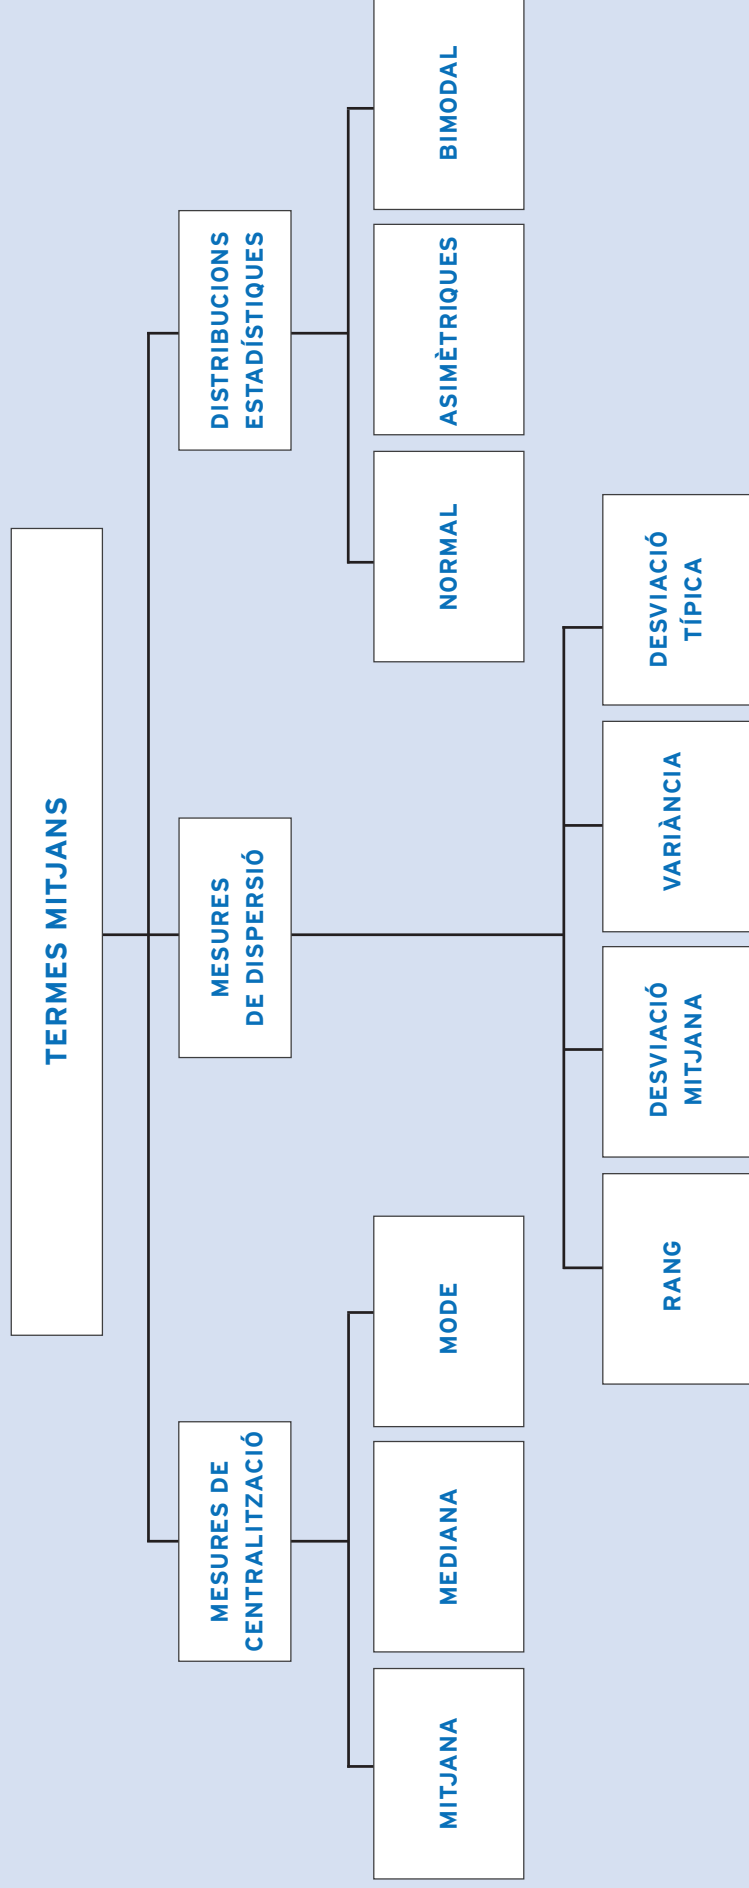 TERMES MITJANS
MESURES DE
CENTRALITZACIÓ
MESURES
DE DISPERSIÓ
DISTRIBUCIONS
ESTADÍSTIQUES
MITJANA
MEDIANA
MODE
NORMAL
ASIMÈTRIQUES
BIMODAL
RANG
DESVIACIÓ
MITJANA
VARIÀNCIA
DESVIACIÓ
TÍPICA